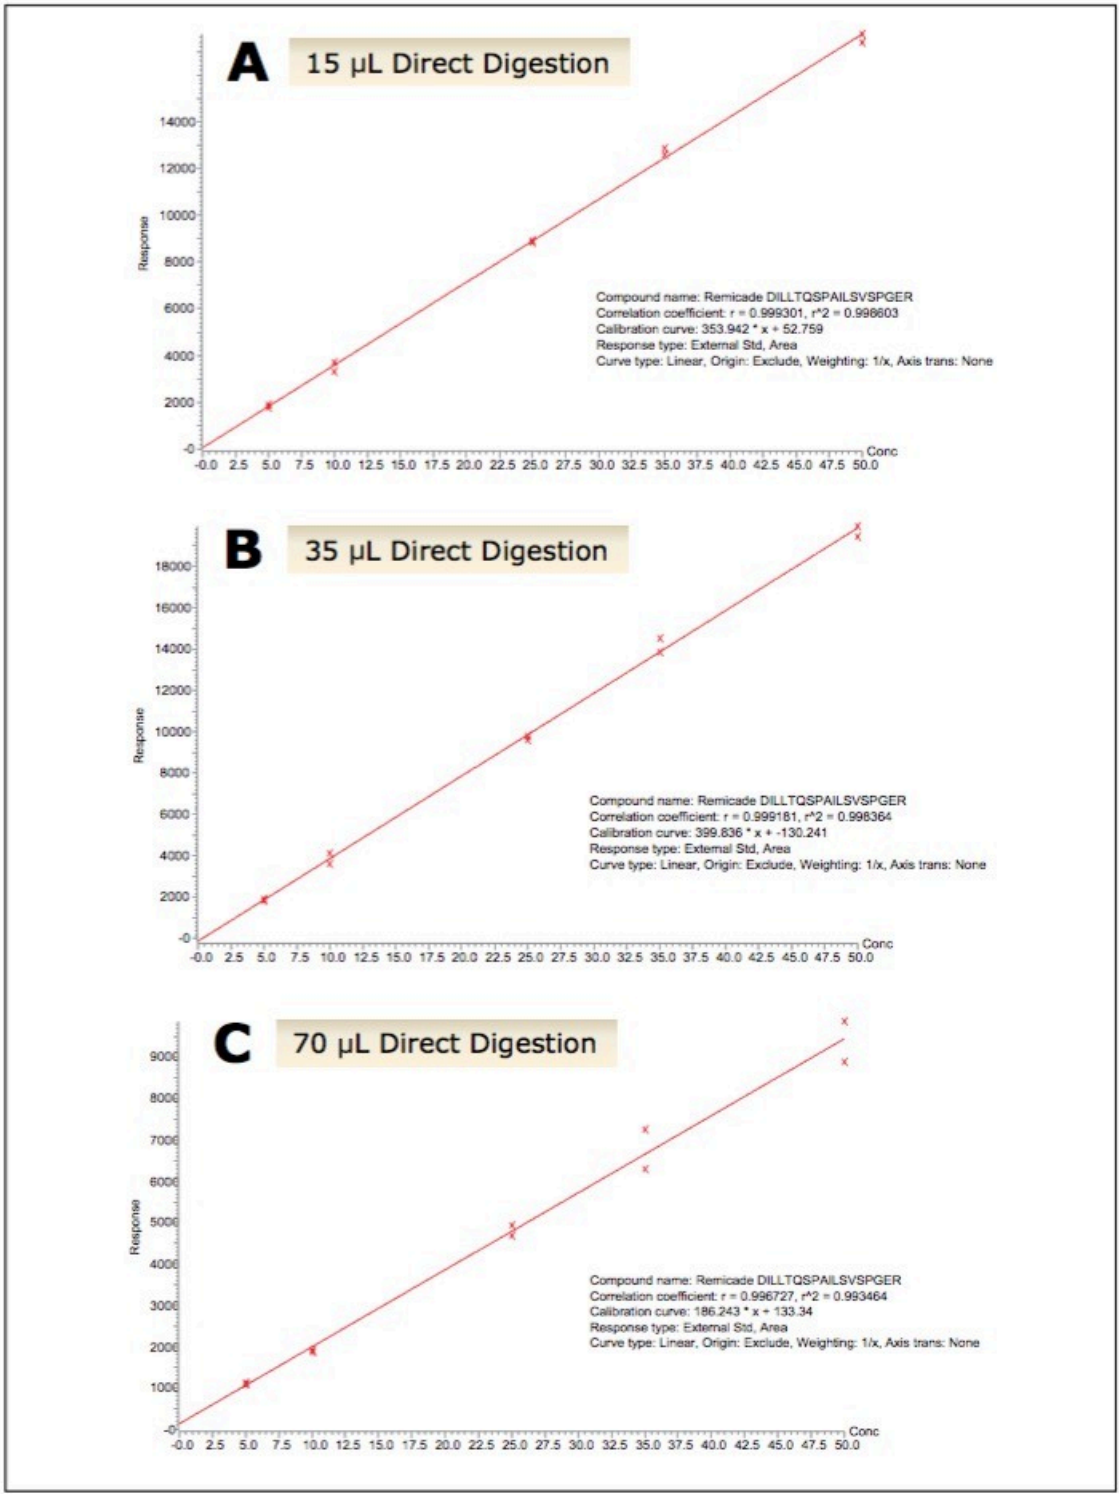 A 15 µL Direct Digestion
14000
12000
10000
Response
8000
6000
4000
2000
-0
Compound name: Remicade DILLTQSPAILSVSPGER
Correlation coefficient: r = 0.999301, r^2 = 0.998603
Calibration curve: 353.942 * x + 52.759
Response type: External Std, Area
Curve type: Linear, Origin: Exclude, Weighting: 1/x, Axis trans: None
Conc
-0.0 2.5 5.0 7.5 10.0 12.5 15.0 17.5 20.0 22.5 25.0 27.5 30.0 32.5 35.0 37.5 40.0 42.5 45.0 47.5 50.0
B 35 µL Direct Digestion
18000
16000
14000
12000
10000
Response
8000
6000
4000
2000
-0
Compound name: Remicade DILLTQSPAILSVSPGER
Correlation coefficient: r = 0.999181, r^2 = 0.998364
Calibration curve: 399.836 * x + -130.241
Response type: External Std, Area
Curve type: Linear, Origin: Exclude, Weighting: 1/x, Axis trans: None
Conc
-0.0 2.5 5.0 7.5 10.0 12.5 15.0 17.5 20.0 22.5 25.0 27.5 30.0 32.5 35.0 37.5 40.0 42.5 45.0 47.5 50.0
C 70 µL Direct Digestion
9000
8000
7000
6000
Response
5000
4000
3000
2000
1000
-0
Compound name: Remicade DILLTQSPAILSVSPGER
Correlation coefficient: r = 0.996727, r^2 = 0.993464
Calibration curve: 186.243 * x + 133.34
Response type: External Std, Area
Curve type: Linear, Origin: Exclude, Weighting: 1/x, Axis trans: None
Conc
-0.0 2.5 5.0 7.5 10.0 12.5 15.0 17.5 20.0 22.5 25.0 27.5 30.0 32.5 35.0 37.5 40.0 42.5 45.0 47.5 50.0